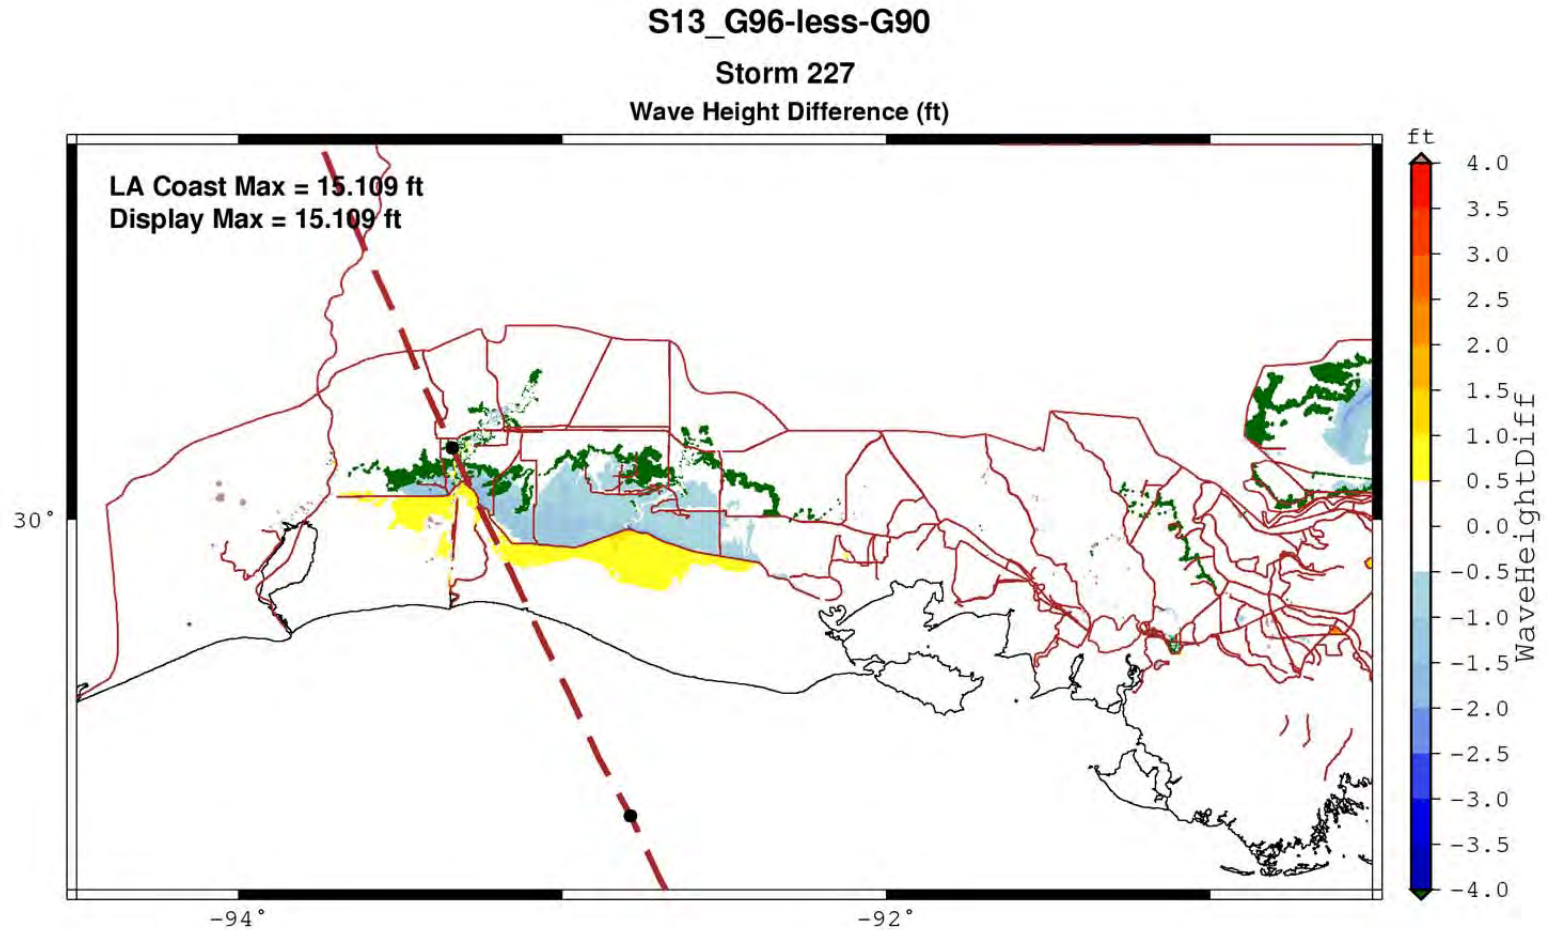 S13_G96-less-G90
Storm 227
Wave Height Difference (ft)
LA Coast Max = 15.109 ft
Display Max = 15.109 ft
ft
4.0
3.5
3.0
2.5
2.0
1.5
1.0
0.5
0.0
-0.5
-1.0
-1.5
-2.0
-2.5
-3.0
-3.5
-4.0
WaveHeightDiff
30°
-94°
-92°